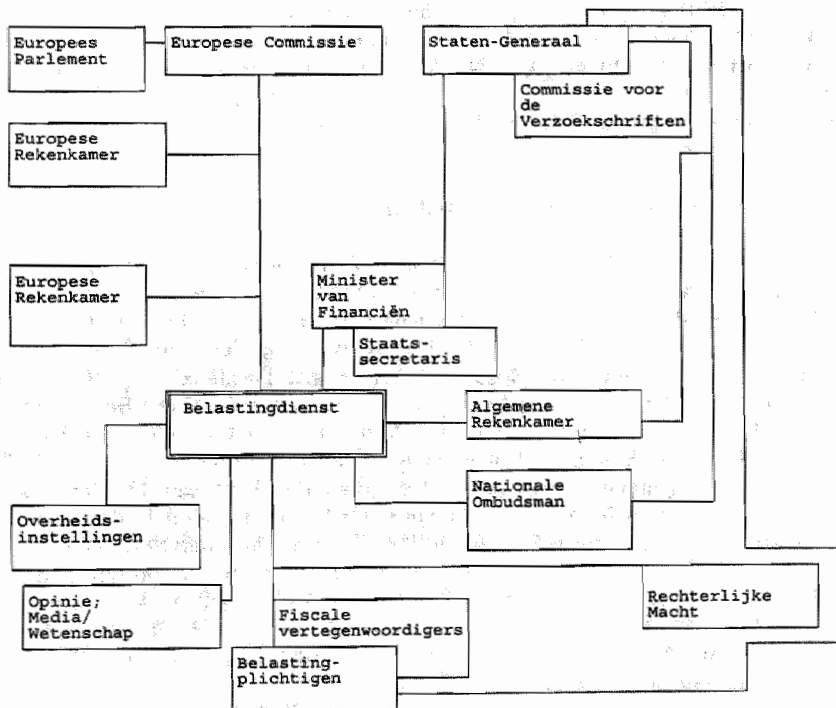 Europees
Parlement
Europese Commissie
Staten-Generaal
Commissie voor
de
Verzoekschriften
Europese
Rekenkamer
Europese
Rekenkamer
Minister
van
Financiën
Staats-
secretaris
Belastingdienst
Algemene
Rekenkamer
Nationale
Ombudsman
Overheids-
instellingen
Opinie;
Media/
Wetenschap
Fiscale
vertegenwoordigers
Rechterlijke
Macht
Belasting-
plichtigen